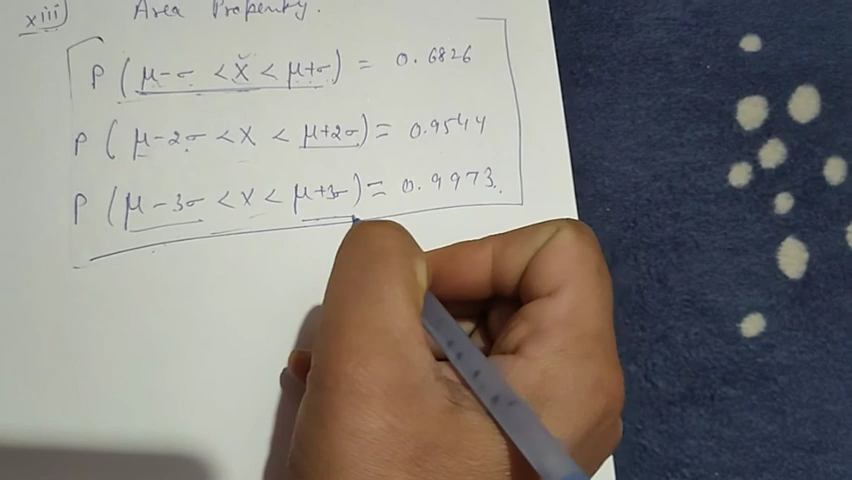 xiii) Area Property.
P ( μ-σ < X < μ+σ ) = 0.6826
P ( μ-2σ < X < μ+2σ ) = 0.9544
P ( μ-3σ < X < μ+3σ ) = 0.9973.